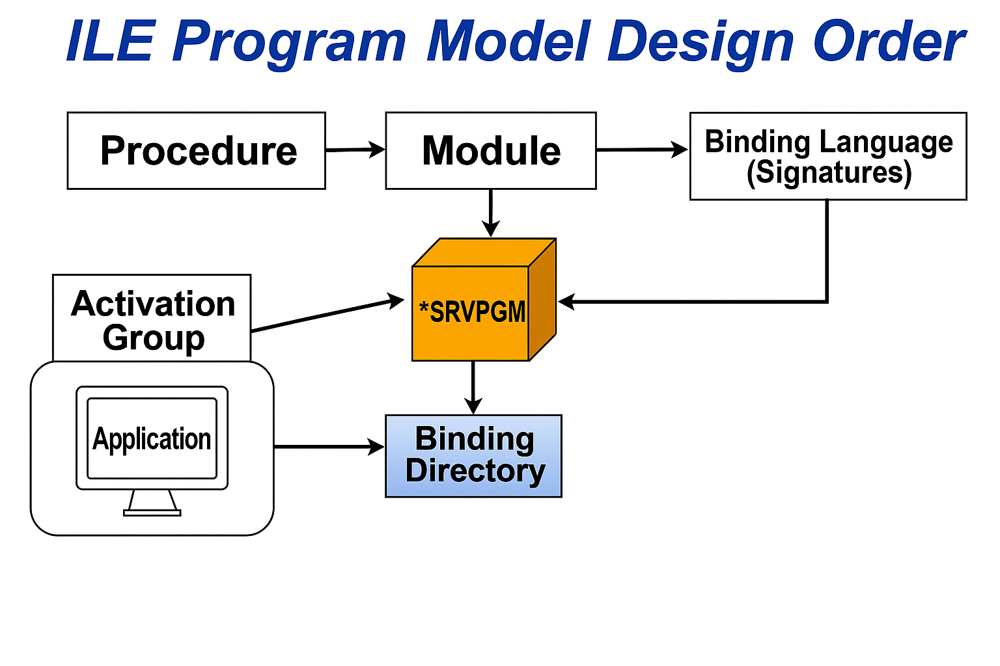 ILE Program Model Design Order
Procedure
Module
Binding Language
(Signatures)
Activation
Group
*SRVPGM
Application
Binding
Directory